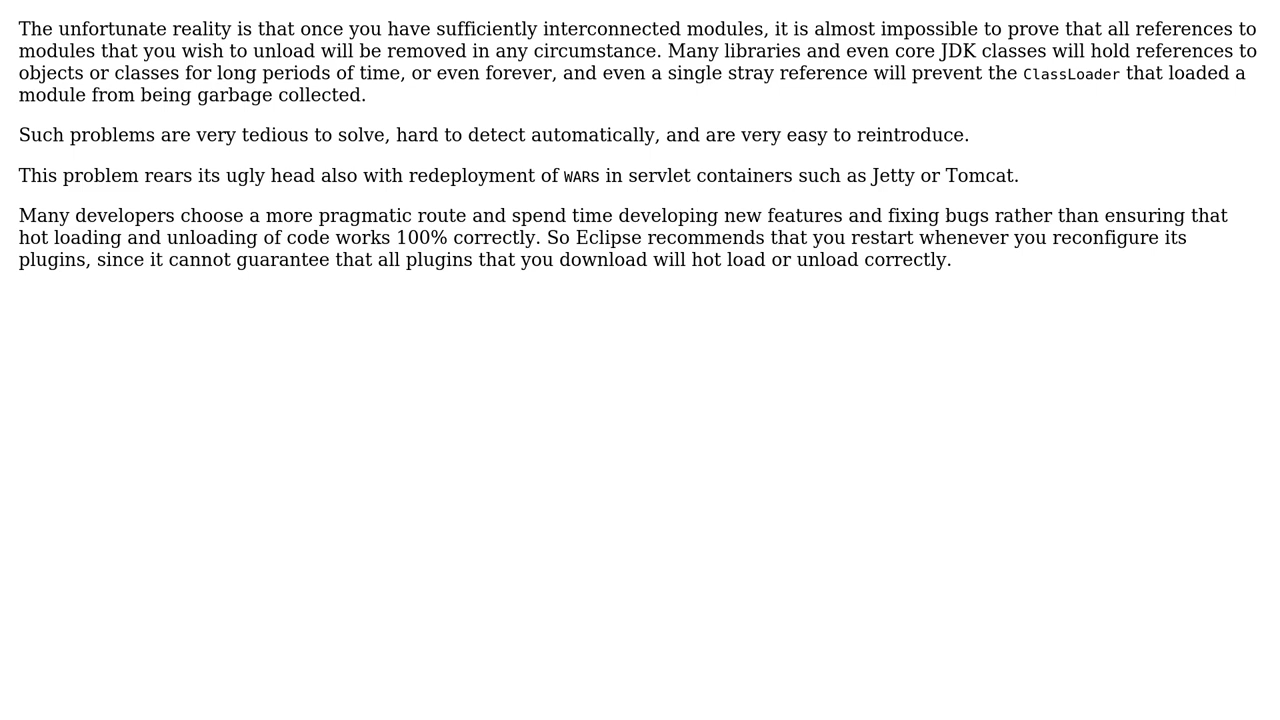 The unfortunate reality is that once you have sufficiently interconnected modules, it is almost impossible to prove that all references to
modules that you wish to unload will be removed in any circumstance. Many libraries and even core JDK classes will hold references to
objects or classes for long periods of time, or even forever, and even a single stray reference will prevent the ClassLoader that loaded a
module from being garbage collected.
Such problems are very tedious to solve, hard to detect automatically, and are very easy to reintroduce.
This problem rears its ugly head also with redeployment of WARs in servlet containers such as Jetty or Tomcat.
Many developers choose a more pragmatic route and spend time developing new features and fixing bugs rather than ensuring that
hot loading and unloading of code works 100% correctly. So Eclipse recommends that you restart whenever you reconfigure its
plugins, since it cannot guarantee that all plugins that you download will hot load or unload correctly.